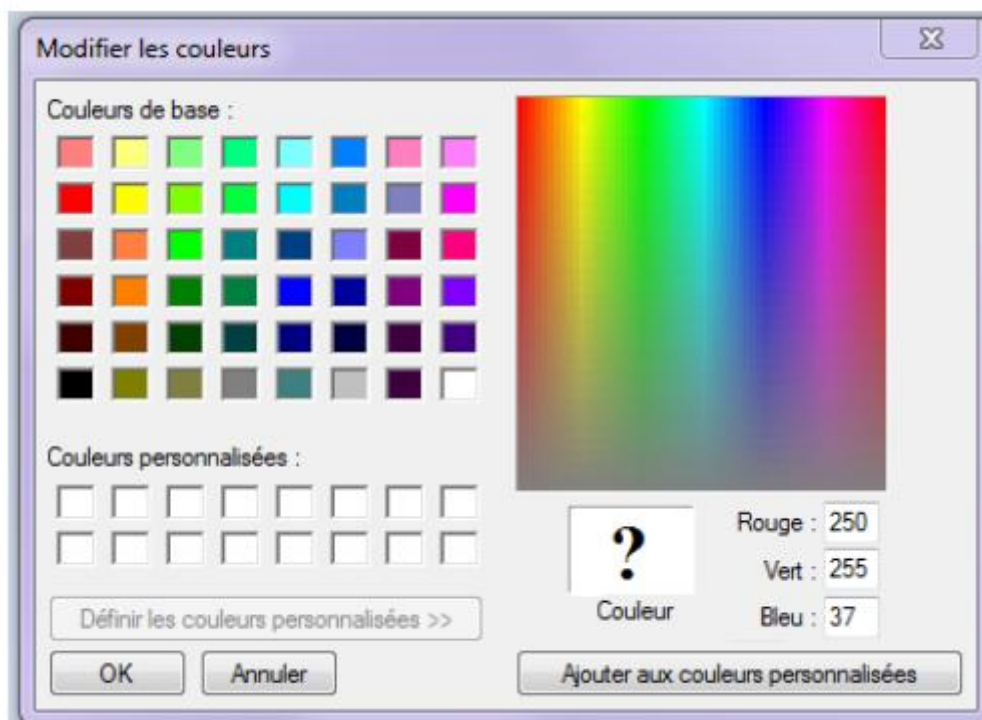 Modifier les couleurs
Couleurs de base :
Couleurs personnalisées :
?
Couleur
Rouge : 250
Vert : 255
Bleu : 37
Définir les couleurs personnalisées >>
OK
Annuler
Ajouter aux couleurs personnalisées